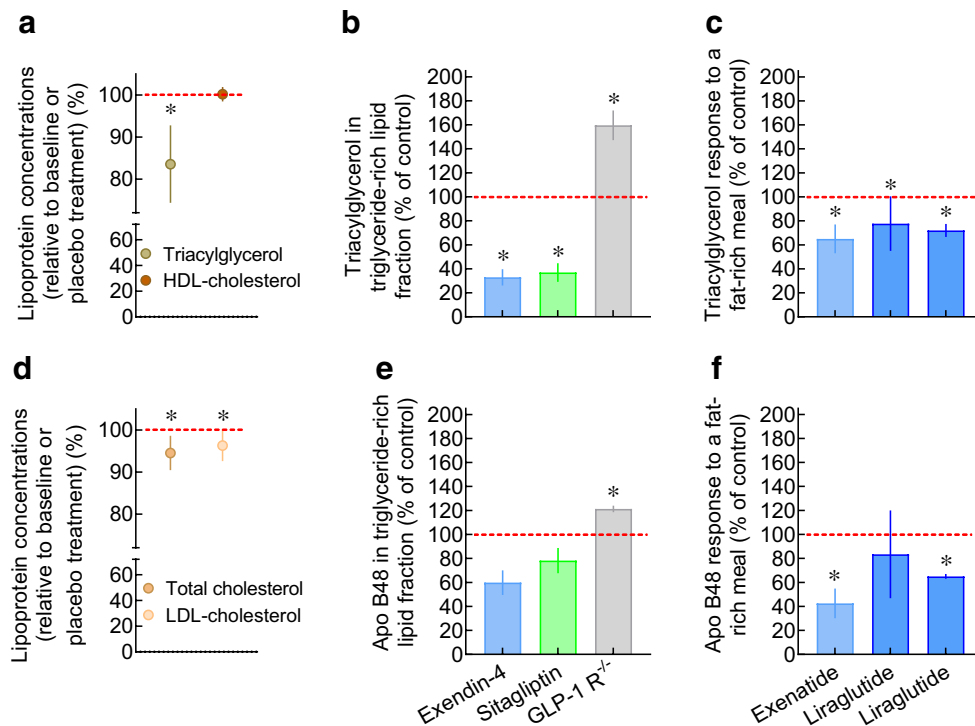 a
Lipoprotein concentrations
(relative to baseline or
placebo treatment) (%)
100
90
80
60
40
20
0
*
Triacylglycerol
HDL-cholesterol
b
Triacylglycerol in
triglyceride-rich lipid
fraction (% of control)
200
180
160
140
120
100
80
60
40
20
0
* * *
c
Triacylglycerol response to a
fat-rich meal (% of control)
200
180
160
140
120
100
80
60
40
20
0
* * *
d
Lipoprotein concentrations
(relative to baseline or
placebo treatment) (%)
100
90
80
60
40
20
0
* *
Total cholesterol
LDL-cholesterol
e
Apo B48 in triglyceride-rich
lipid fraction (% of control)
200
180
160
140
120
100
80
60
40
20
0
*
Exendin-4
Sitagliptin
GLP-1 R⁻/⁻
f
Apo B48 response to a fat-
rich meal (% of control)
200
180
160
140
120
100
80
60
40
20
0
* *
Exenatide
Liraglutide
Liraglutide